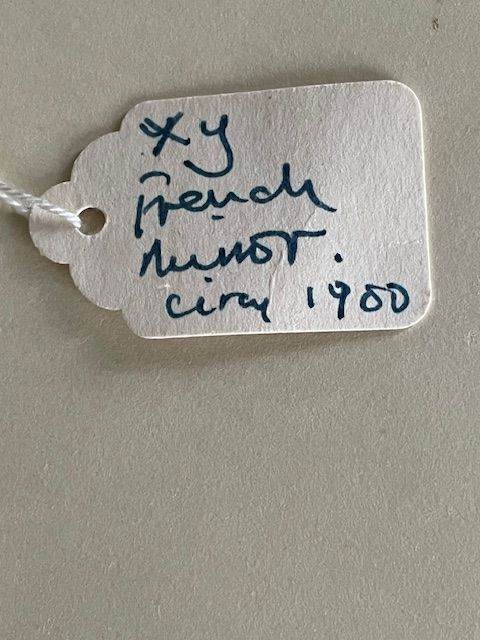 xy
French
Mirror.
circa 1900